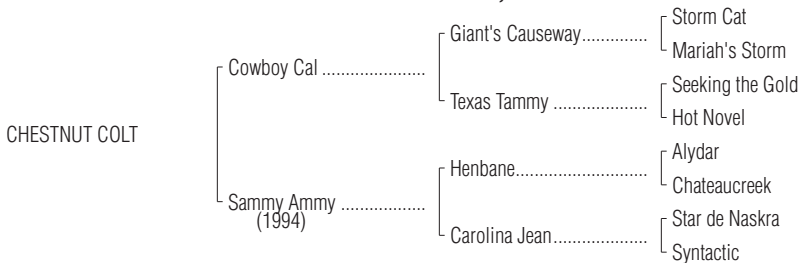 Storm Cat
Giant's Causeway..............
Mariah's Storm
Cowboy Cal ......................
Seeking the Gold
Texas Tammy ....................
Hot Novel
CHESTNUT COLT
Alydar
Henbane..........................
Chateaucreek
Sammy Ammy ..................
(1994)
Star de Naskra
Carolina Jean....................
Syntactic